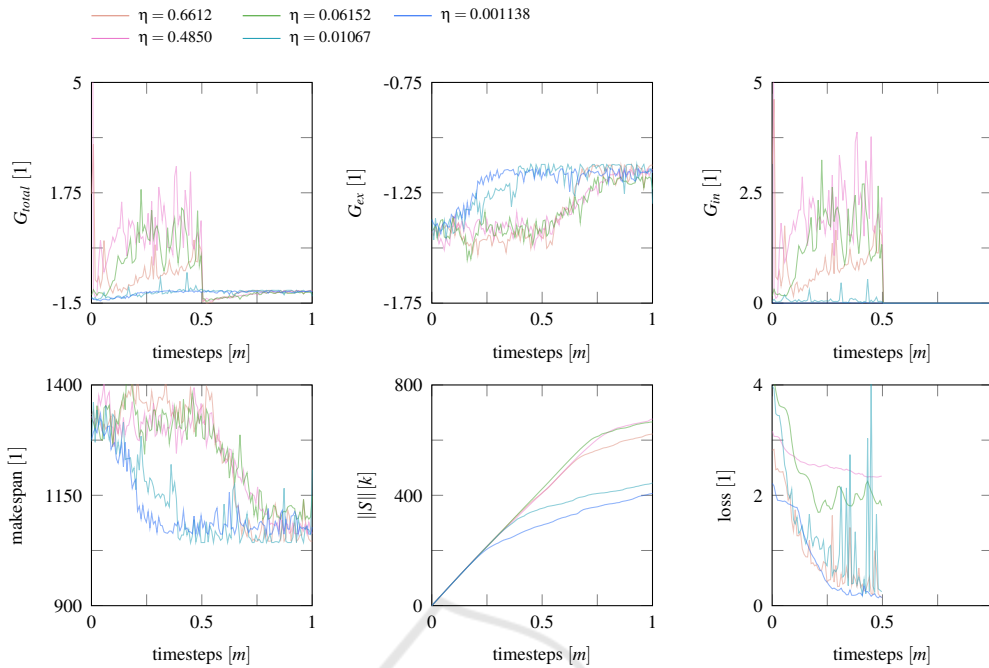 η = 0.6612 η = 0.06152 η = 0.001138
η = 0.4850 η = 0.01067
5 -0.75 5
G_total [1] 1.75 G_ex [1] -1.25 G_in [1] 2.5
-1.5 -1.75 0
0 0.5 1 0 0.5 1 0 0.5 1
timesteps [m] timesteps [m] timesteps [m]
1400 800 4
makespan [1] 1150 ||S|| [k] 400 loss [1] 2
900 0 0
0 0.5 1 0 0.5 1 0 0.5 1
timesteps [m] timesteps [m] timesteps [m]